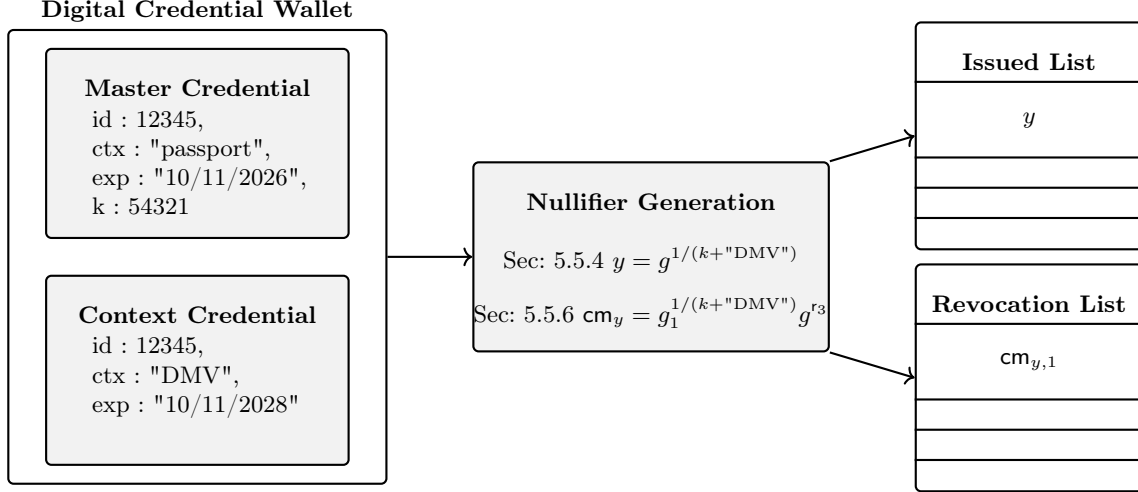 Digital Credential Wallet
Master Credential
id : 12345,
ctx : "passport",
exp : "10/11/2026",
k : 54321
Context Credential
id : 12345,
ctx : "DMV",
exp : "10/11/2028"
Nullifier Generation
Sec: 5.5.4 y = g^{1/(k+"DMV")}
Sec: 5.5.6 cm_y = g_1^{1/(k+"DMV")} g^{r_3}
Issued List
y
Revocation List
cm_{y,1}